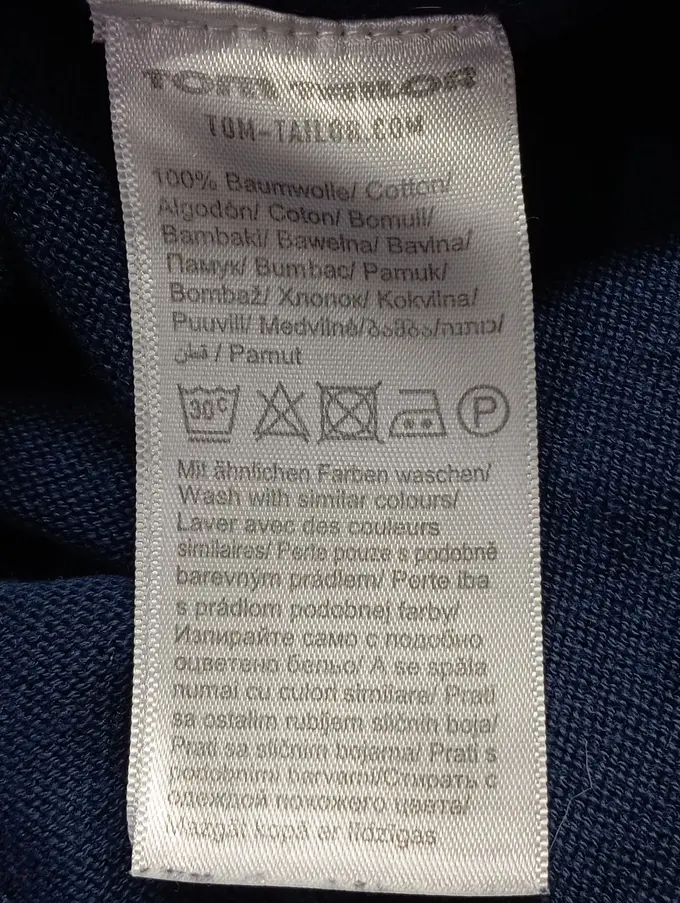 TOM TAILOR
TOM-TAILOR.COM
100% Baumwolle/ Cotton/
Algodón/ Coton/ Bomull/
Bambaki/ Bawełna/ Bavlna/
Памук/ Bumbac/ Pamuk/
Bombaž/ Хлопок/ Kokvilna/
Puuvill/ Medvilnė/ბამბა/כותנה/
قطن / Pamut
30°C P
Mit ähnlichen Farben waschen/
Wash with similar colours/
Laver avec des couleurs
similaires/ Perte pouze s podobně
barevným prádlem/ Perte iba
s prádlom podobnej farby/
Изпирайте само с подобно
оцветено бельо/ A se spăla
numai cu culori similare/ Prati
sa ostalim rubljem sličnih boja/
Prati sa sličnim bojama/ Prati s
podobnimi barvami/Стирать с
одеждой похожего цвета/
Mazgāt kopā ar līdzīgas